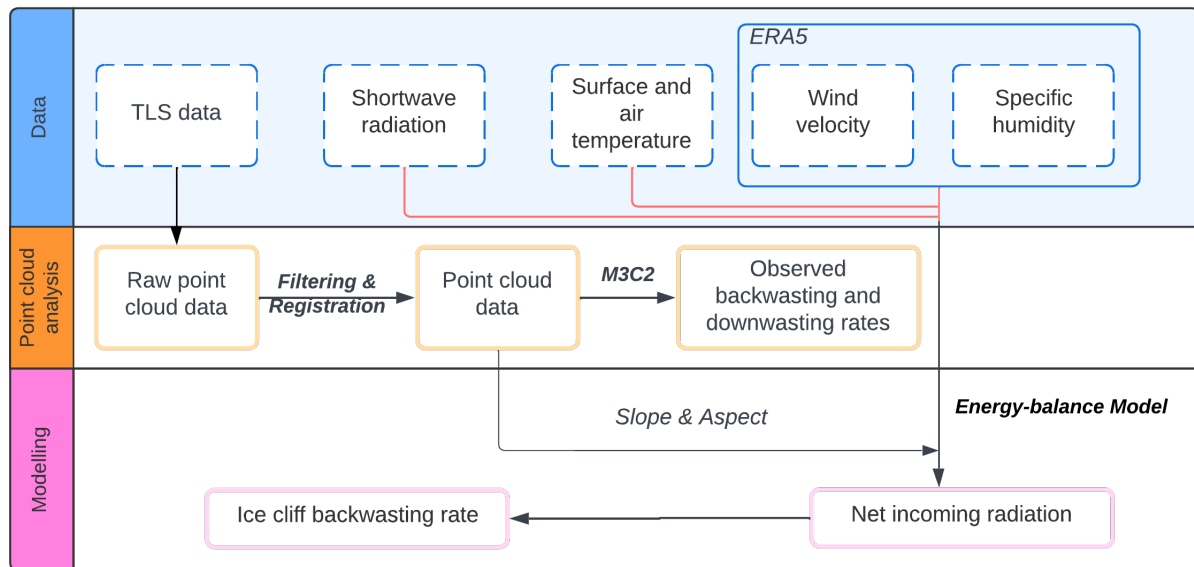 Data
ERA5
TLS data
Shortwave
radiation
Surface and
air
temperature
Wind
velocity
Specific
humidity
Point cloud
analysis
Raw point
cloud data
Filtering &
Registration
Point cloud
data
M3C2
Observed
backwasting and
downwasting rates
Modelling
Slope & Aspect
Energy-balance Model
Ice cliff backwasting rate
Net incoming radiation